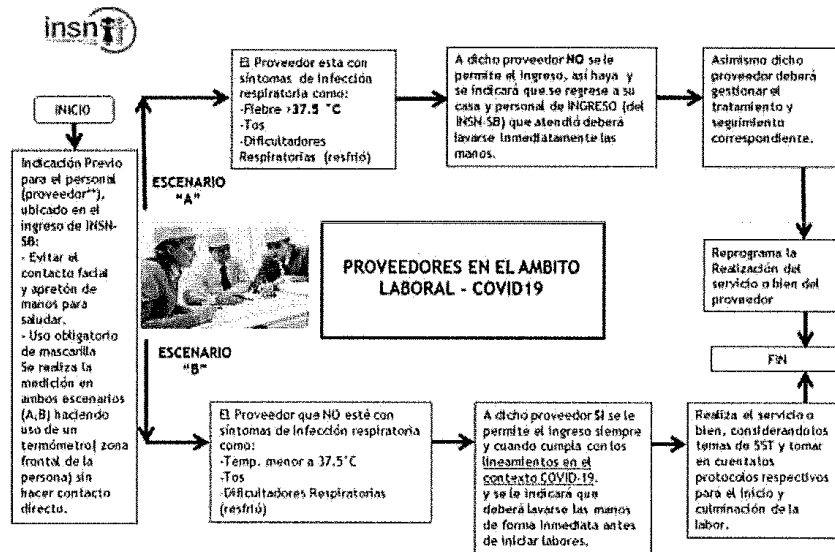 insn
INICIO
Indicación Previo
para el personal
(proveedor**),
ubicado en el
ingreso de INSN-
SB:
- Evitar el
contacto facial
y apretón de
manos para
saludar.
- Uso obligatorio
de mascarilla
Se realiza la
medición en
ambos escenarios
(A,B) haciendo
uso de un
termómetro( zona
frontal de la
persona) sin
hacer contacto
directo.
ESCENARIO
"A"
El Proveedor esta con
síntomas de infección
respiratoria como:
-Fiebre >37.5 °C
-Tos
-Dificultadores
Respiratorias (resfrió)
A dicho proveedor NO se le
permite el ingreso, así haya y
se indicará que se regrese a su
casa y personal de INGRESO (del
INSN-SB) que atendió deberá
lavarse inmediatamente las
manos.
Asimismo dicho
proveedor deberá
gestionar el
tratamiento y
seguimiento
correspondiente.
PROVEEDORES EN EL AMBITO
LABORAL - COVID19
Reprograma la
Realización del
servicio o bien del
proveedor
FIN
ESCENARIO
"B"
El Proveedor que NO esté con
síntomas de infección respiratoria
como:
-Temp. menor a 37.5°C
-Tos
-Dificultadores Respiratorias
(resfrió)
A dicho proveedor SI se le
permite el ingreso siempre
y cuando cumpla con los
lineamientos en el
contexto COVID-19.
y se le indicará que
deberá lavarse las manos
de forma inmediata antes
de iniciar labores.
Realiza el servicio o
bien, considerando los
temas de SST y tomar
en cuenta los
protocolos respectivos
para el inicio y
culminación de la
labor.